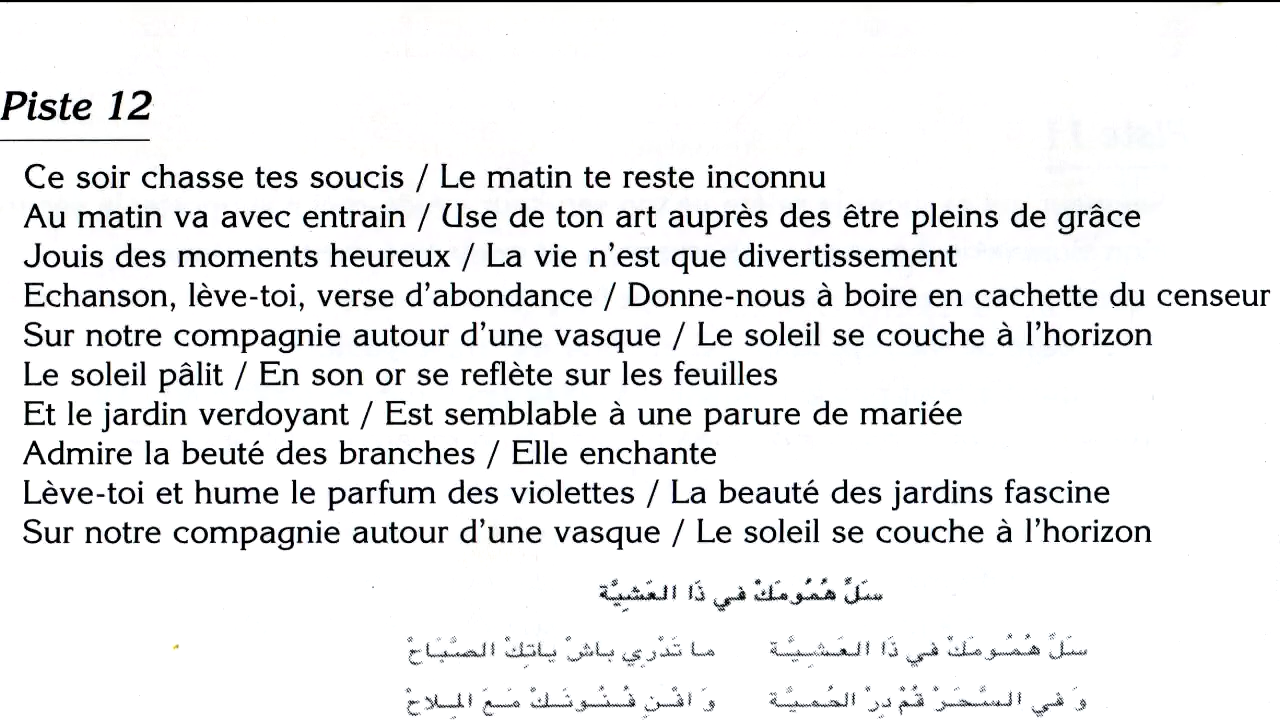 Piste 12
Ce soir chasse tes soucis / Le matin te reste inconnu
Au matin va avec entrain / Use de ton art auprès des être pleins de grâce
Jouis des moments heureux / La vie n'est que divertissement
Echanson, lève-toi, verse d'abondance / Donne-nous à boire en cachette du censeur
Sur notre compagnie autour d'une vasque / Le soleil se couche à l'horizon
Le soleil pâlit / En son or se reflète sur les feuilles
Et le jardin verdoyant / Est semblable à une parure de mariée
Admire la beuté des branches / Elle enchante
Lève-toi et hume le parfum des violettes / La beauté des jardins fascine
Sur notre compagnie autour d'une vasque / Le soleil se couche à l'horizon
سَلِّ هُمُومَكْ في ذَا العَشيَّة
سَلِّ هُمُومَكْ في ذَا العَشيَّة ما تَدْري باشْ ياتِكْ الصَّبَاحْ
وَ في السَّحَرْ قُمْ دِرْ الحُميَّة وَ افْنِ فُنُونَكْ مَعَ المِلاحْ